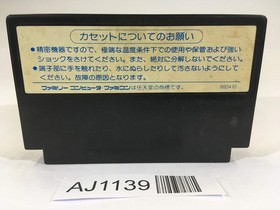 カセットについてのお願い
●精密機器ですので、極端な温度条件下での使用や保管および強い
ショックをさけてください。また、絶対に分解しないでください。
●端子部に手を触れたり、水にぬらしたりして汚さないようにして
ください。故障の原因となります。
ファミリーコンピュータ・ファミコンは任天堂の商標です。
AJ1139